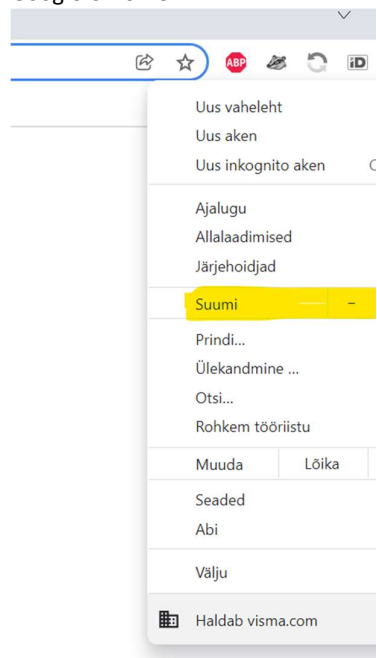 ABP
iD
Uus vaheleht
Uus aken
Uus inkognito aken
Ajalugu
Allalaadimised
Järjehoidjad
Suumi -
Prindi...
Ülekandmine ...
Otsi...
Rohkem tööriistu
Muuda Lõika
Seaded
Abi
Välju
Haldab visma.com